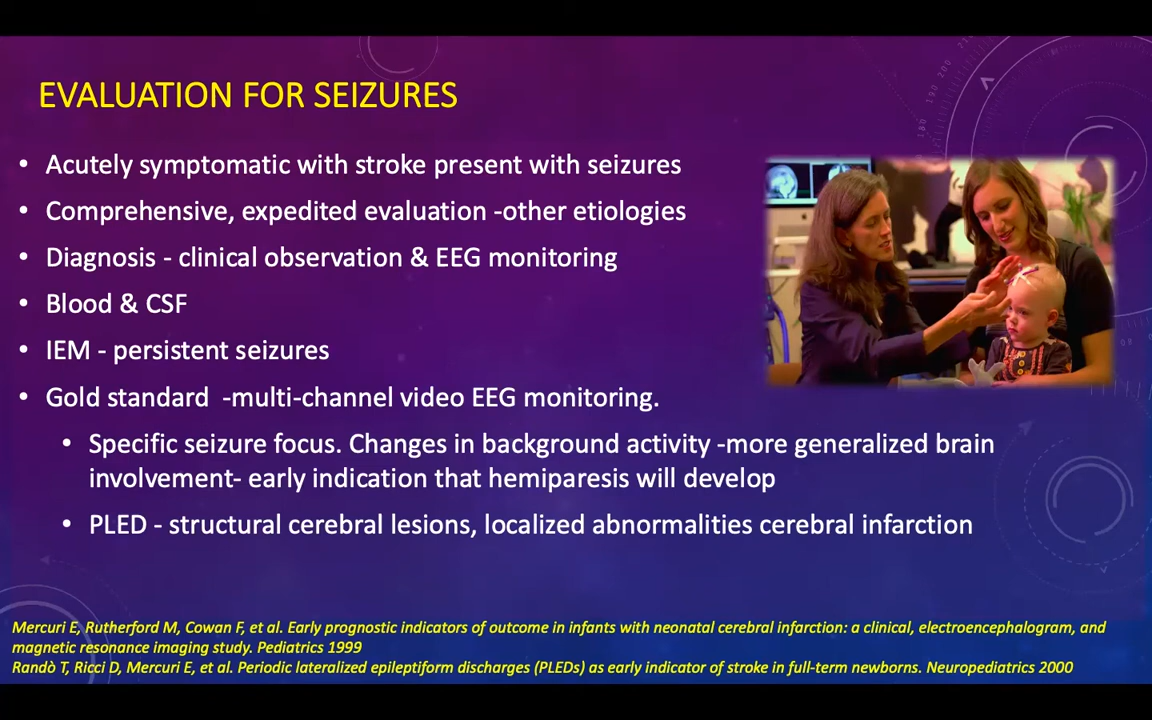 EVALUATION FOR SEIZURES
• Acutely symptomatic with stroke present with seizures
• Comprehensive, expedited evaluation -other etiologies
• Diagnosis - clinical observation & EEG monitoring
• Blood & CSF
• IEM - persistent seizures
• Gold standard -multi-channel video EEG monitoring.
• Specific seizure focus. Changes in background activity -more generalized brain
involvement- early indication that hemiparesis will develop
• PLED - structural cerebral lesions, localized abnormalities cerebral infarction
Mercuri E, Rutherford M, Cowan F, et al. Early prognostic indicators of outcome in infants with neonatal cerebral infarction: a clinical, electroencephalogram, and
magnetic resonance imaging study. Pediatrics 1999
Randò T, Ricci D, Mercuri E, et al. Periodic lateralized epileptiform discharges (PLEDs) as early indicator of stroke in full-term newborns. Neuropediatrics 2000